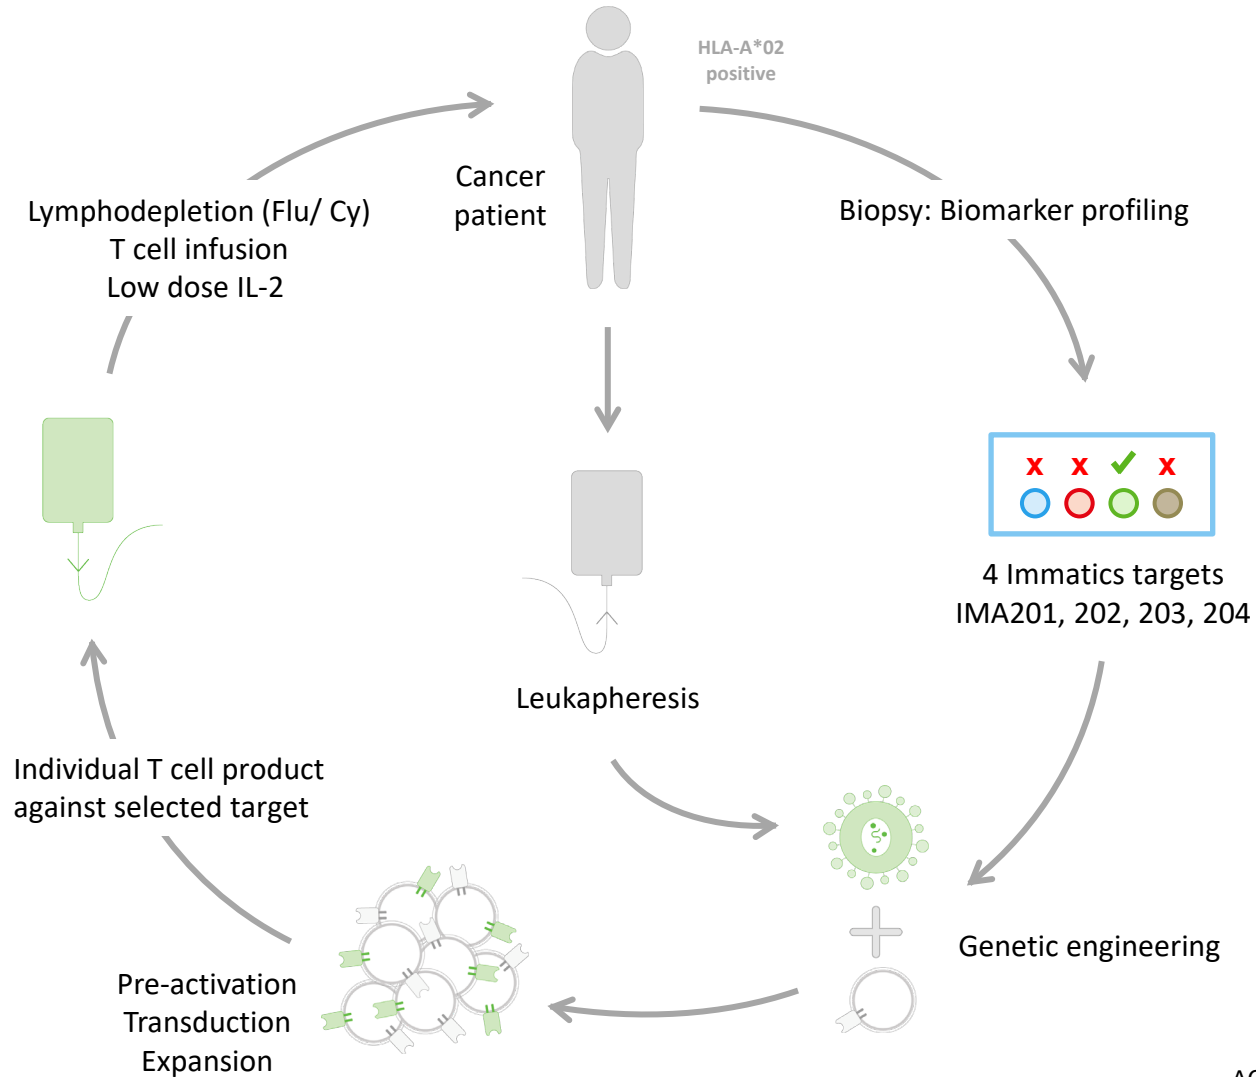 HLA-A*02
positive
Cancer
patient
Lymphodepletion (Flu/ Cy)
T cell infusion
Low dose IL-2
Biopsy: Biomarker profiling
x x ✓ x
4 Immatics targets
IMA201, 202, 203, 204
Leukapheresis
Individual T cell product
against selected target
Genetic engineering
Pre-activation
Transduction
Expansion